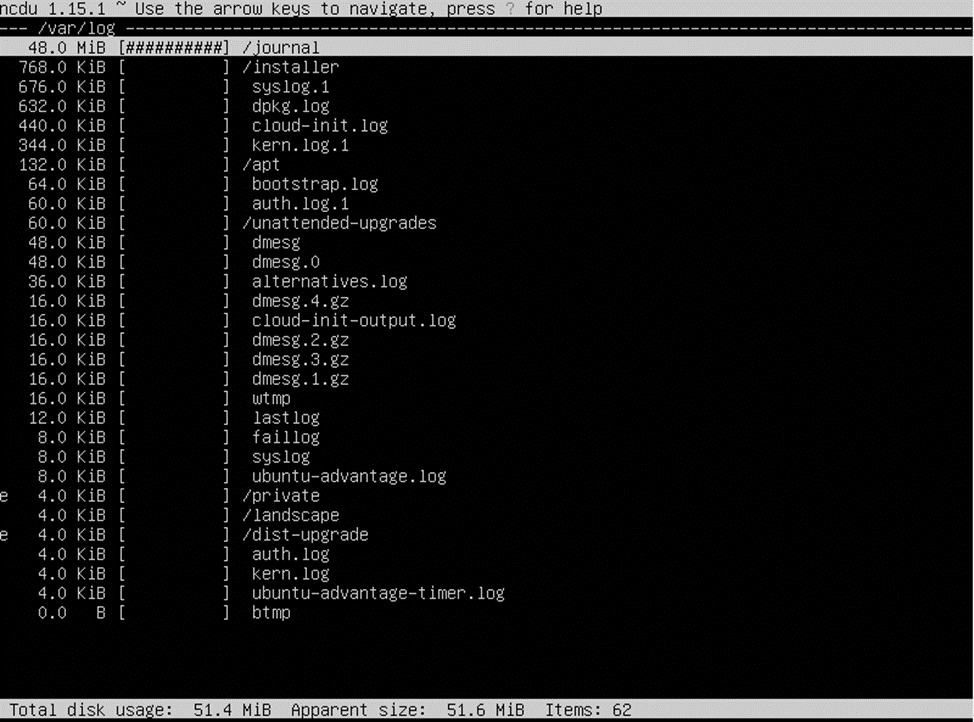 ncdu 1.15.1 ~ Use the arrow keys to navigate, press ? for help
--- /var/log ----------------------------------------------------------------------------------------
48.0 MiB [##########] /journal
768.0 KiB [          ] /installer
676.0 KiB [          ]  syslog.1
632.0 KiB [          ]  dpkg.log
440.0 KiB [          ]  cloud-init.log
344.0 KiB [          ]  kern.log.1
132.0 KiB [          ] /apt
64.0 KiB [          ]  bootstrap.log
60.0 KiB [          ]  auth.log.1
60.0 KiB [          ] /unattended-upgrades
48.0 KiB [          ]  dmesg
48.0 KiB [          ]  dmesg.0
36.0 KiB [          ]  alternatives.log
16.0 KiB [          ]  dmesg.4.gz
16.0 KiB [          ]  cloud-init-output.log
16.0 KiB [          ]  dmesg.2.gz
16.0 KiB [          ]  dmesg.3.gz
16.0 KiB [          ]  dmesg.1.gz
16.0 KiB [          ]  wtmp
12.0 KiB [          ]  lastlog
8.0 KiB [          ]  faillog
8.0 KiB [          ]  syslog
8.0 KiB [          ]  ubuntu-advantage.log
e 4.0 KiB [          ] /private
4.0 KiB [          ] /landscape
e 4.0 KiB [          ] /dist-upgrade
4.0 KiB [          ]  auth.log
4.0 KiB [          ]  kern.log
4.0 KiB [          ]  ubuntu-advantage-timer.log
0.0 B [          ]  btmp
Total disk usage: 51.4 MiB Apparent size: 51.6 MiB Items: 62